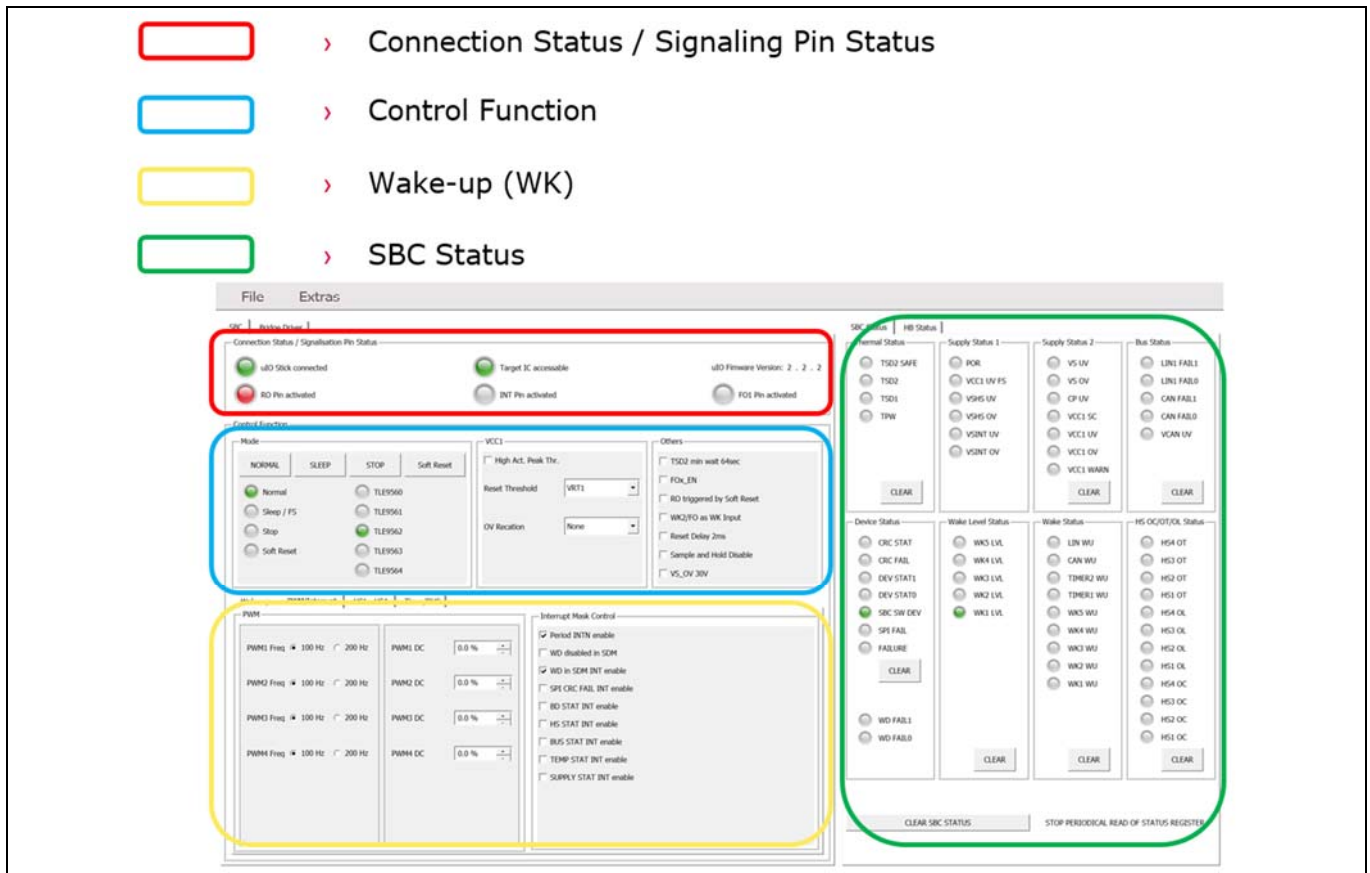 › Connection Status / Signaling Pin Status
› Control Function
› Wake-up (WK)
› SBC Status
File Extras
SBC Bridge Driver
Connection Status / Signalisation Pin Status
uIO Stick connected
Target IC accessable
uIO Firmware Version: 2 . 2 . 2
RO Pin activated
INT Pin activated
FO1 Pin activated
Control Function
Mode
NORMAL SLEEP STOP Soft Reset
Normal
Sleep / FS
Stop
Soft Reset
TLE9560
TLE9561
TLE9562
TLE9563
TLE9564
VCC1
High Act. Peak Thr.
Reset Threshold VRT1
OV Recation None
Others
TSD2 min wait 64sec
FOx_EN
RO triggered by Soft Reset
WK2/FO as WK Input
Reset Delay 2ms
Sample and Hold Disable
VS_OV 30V
PWM
PWM1 Freq 100 Hz 200 Hz PWM1 DC 0.0 %
PWM2 Freq 100 Hz 200 Hz PWM2 DC 0.0 %
PWM3 Freq 100 Hz 200 Hz PWM3 DC 0.0 %
PWM4 Freq 100 Hz 200 Hz PWM4 DC 0.0 %
Interrupt Mask Control
Period INTN enable
WD disabled in SDM
WD in SDM INT enable
SPI CRC FAIL INT enable
BD STAT INT enable
HS STAT INT enable
BUS STAT INT enable
TEMP STAT INT enable
SUPPLY STAT INT enable
SBC Status HB Status
Thermal Status
TSD2 SAFE
TSD2
TSD1
TPW
CLEAR
Supply Status 1
POR
VCC1 UV FS
VSHS UV
VSHS OV
VSINT UV
VSINT OV
Supply Status 2
VS UV
VS OV
CP UV
VCC1 SC
VCC1 UV
VCC1 OV
VCC1 WARN
CLEAR
Bus Status
LIN1 FAIL1
LIN1 FAIL0
CAN FAIL1
CAN FAIL0
VCAN UV
CLEAR
Device Status
CRC STAT
CRC FAIL
DEV STAT1
DEV STAT0
SBC SW DEV
SPI FAIL
FAILURE
CLEAR
WD FAIL1
WD FAIL0
Wake Level Status
WK5 LVL
WK4 LVL
WK3 LVL
WK2 LVL
WK1 LVL
CLEAR
Wake Status
LIN WU
CAN WU
TIMER2 WU
TIMER1 WU
WK5 WU
WK4 WU
WK3 WU
WK2 WU
WK1 WU
CLEAR
HS OC/OT/OL Status
HS4 OT
HS3 OT
HS2 OT
HS1 OT
HS4 OL
HS3 OL
HS2 OL
HS1 OL
HS4 OC
HS3 OC
HS2 OC
HS1 OC
CLEAR
CLEAR SBC STATUS
STOP PERIODICAL READ OF STATUS REGISTER